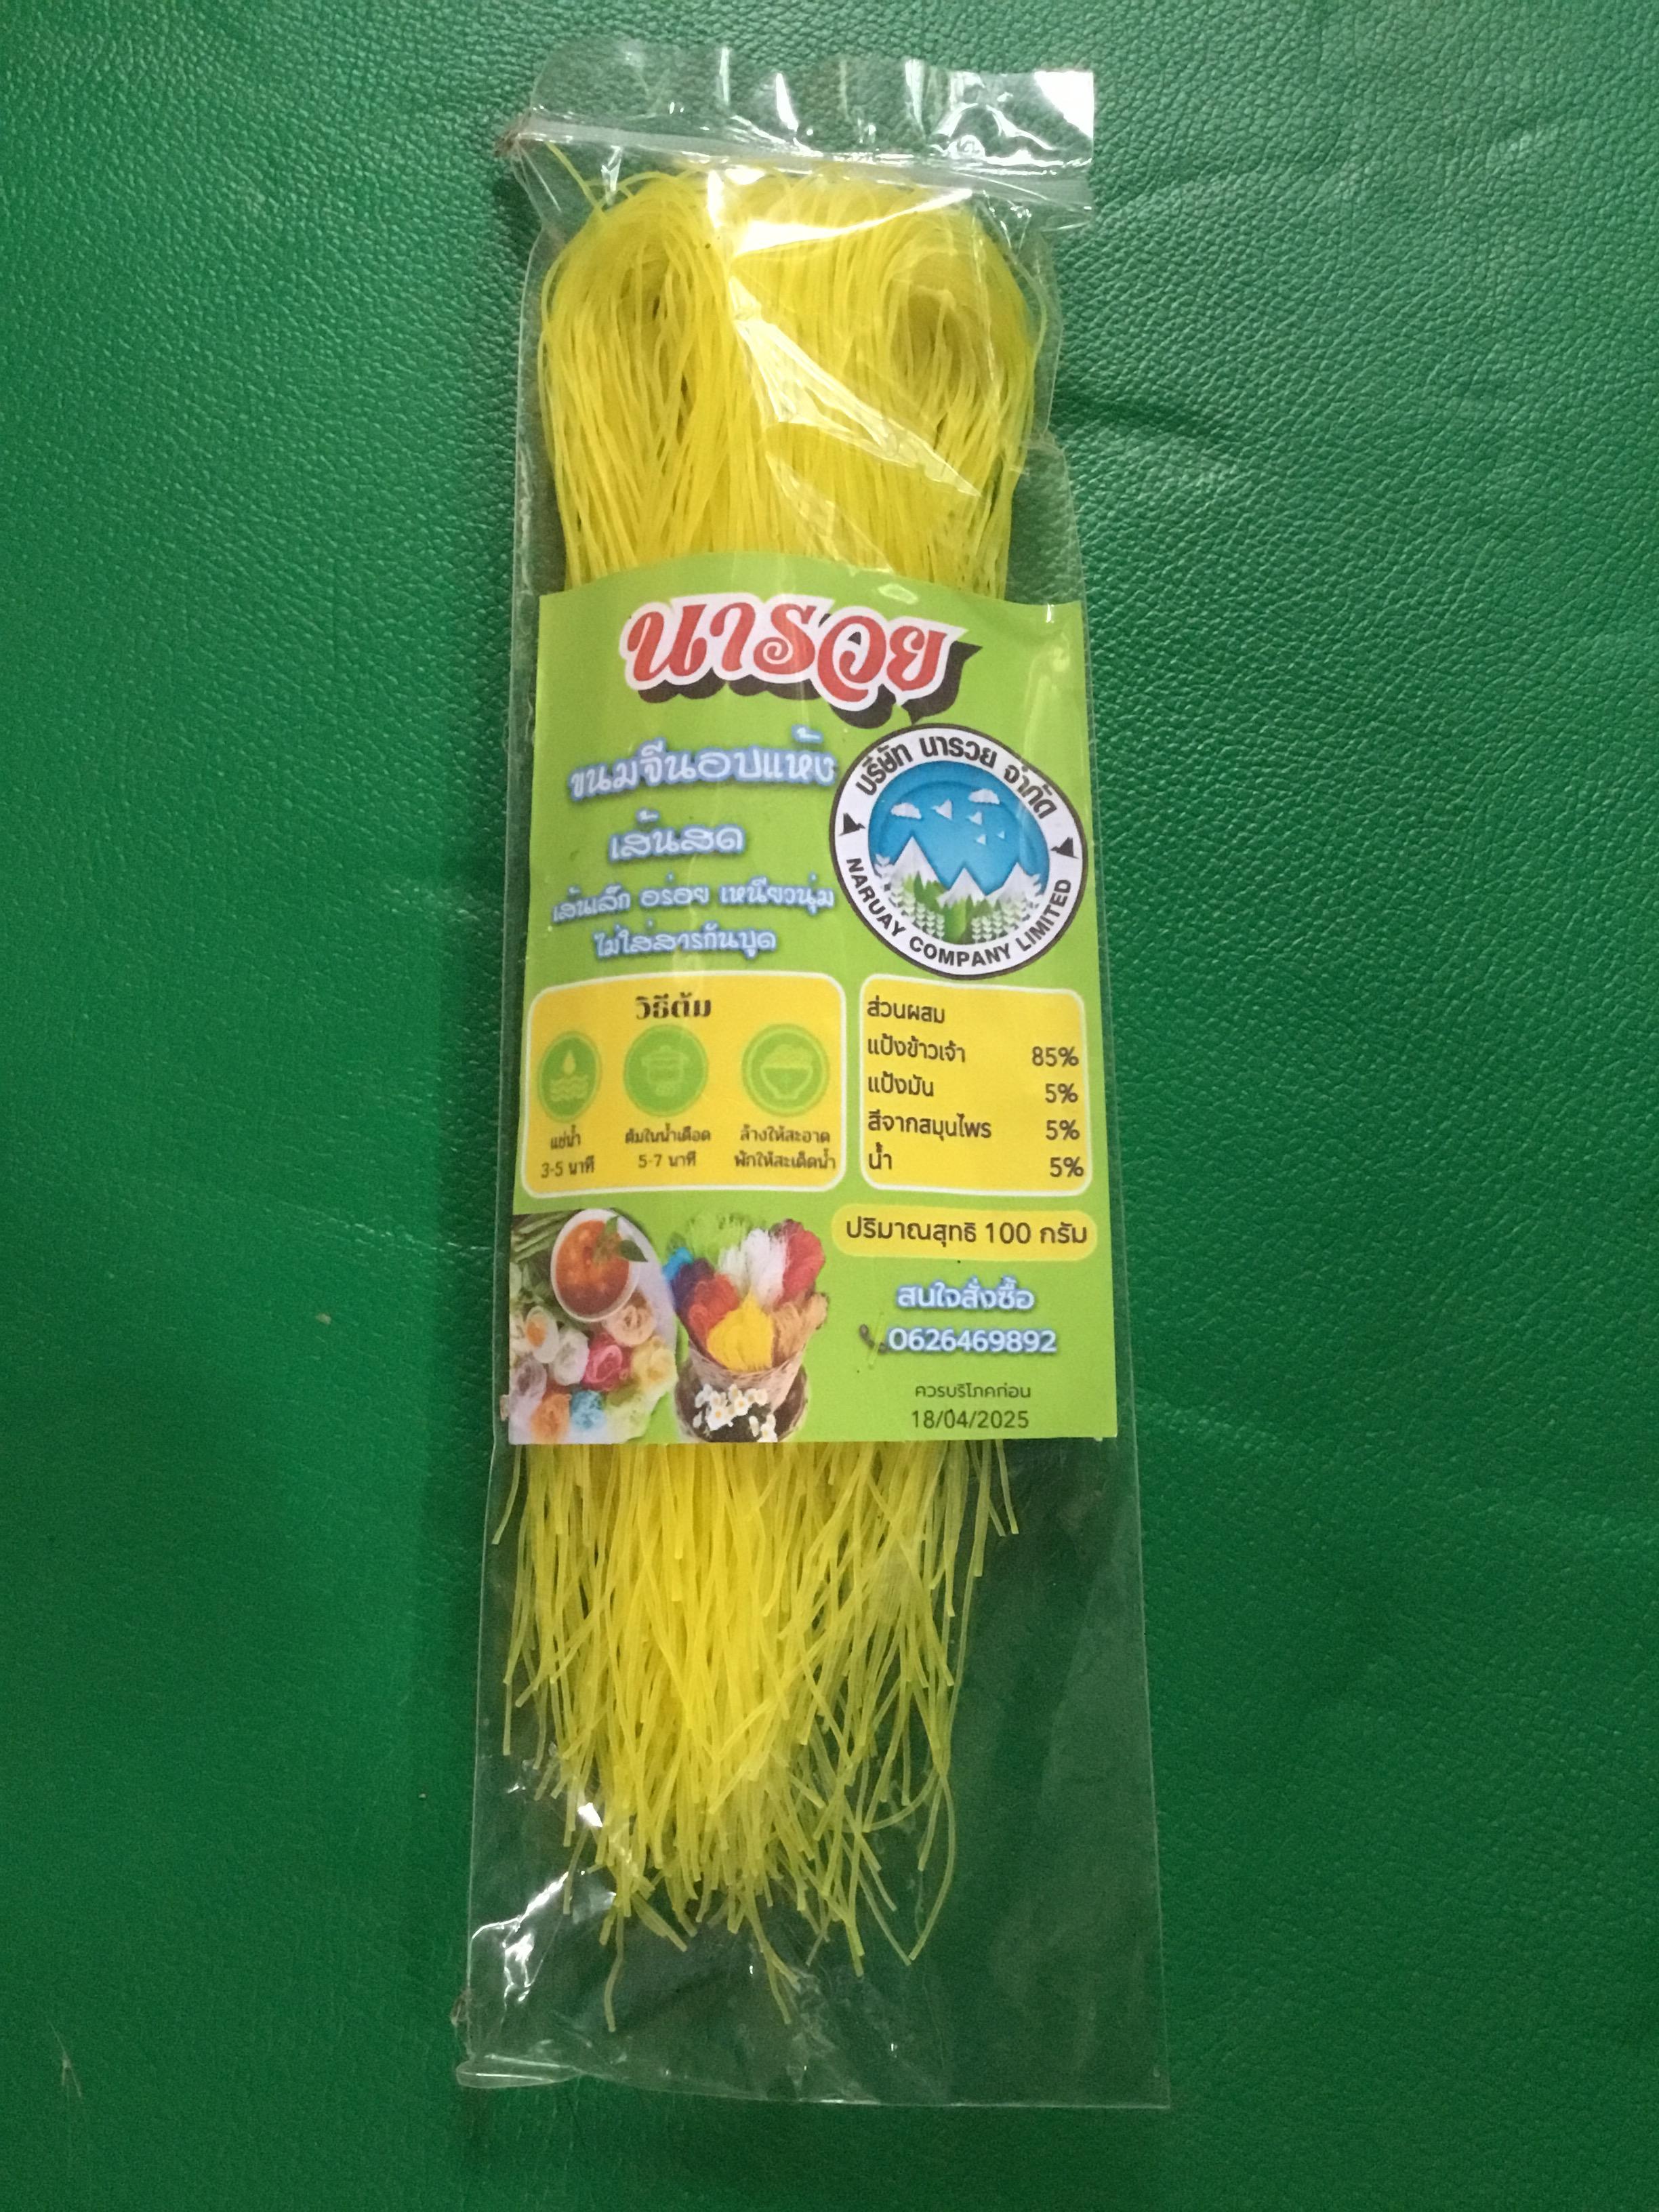 นารวย
ขนมจีนอบแห้ง
เส้นสด
เส้นเล็ก อร่อย เหนียวนุ่ม
ไม่ใส่สารกันบูด
บริษัท นารวย จำกัด
NARUAY COMPANY LIMITED
วิธีต้ม
แช่น้ำ
3-5 นาที
ต้มในน้ำเดือด
5-7 นาที
ล้างให้สะอาด
พักให้สะเด็ดน้ำ
ส่วนผสม
แป้งข้าวเจ้า 85%
แป้งมัน 5%
สีจากสมุนไพร 5%
น้ำ 5%
ปริมาณสุทธิ 100 กรัม
สนใจสั่งซื้อ
0626469892
ควรบริโภคก่อน
18/04/2025